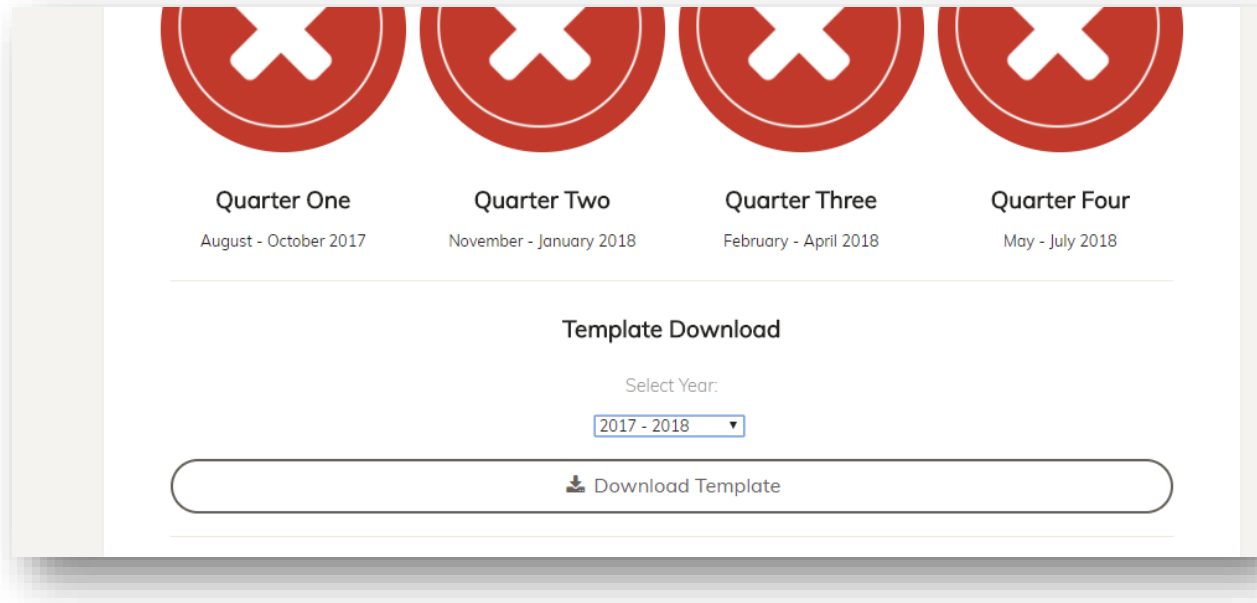 Quarter One
Quarter Two
Quarter Three
Quarter Four
August - October 2017
November - January 2018
February - April 2018
May - July 2018
Template Download
Select Year:
2017 - 2018
Download Template